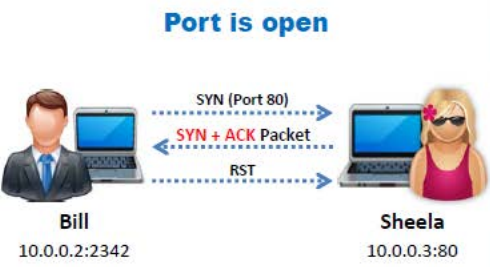 Port is open
SYN (Port 80)
SYN + ACK Packet
RST
Bill
Sheela
10.0.0.2:2342
10.0.0.3:80